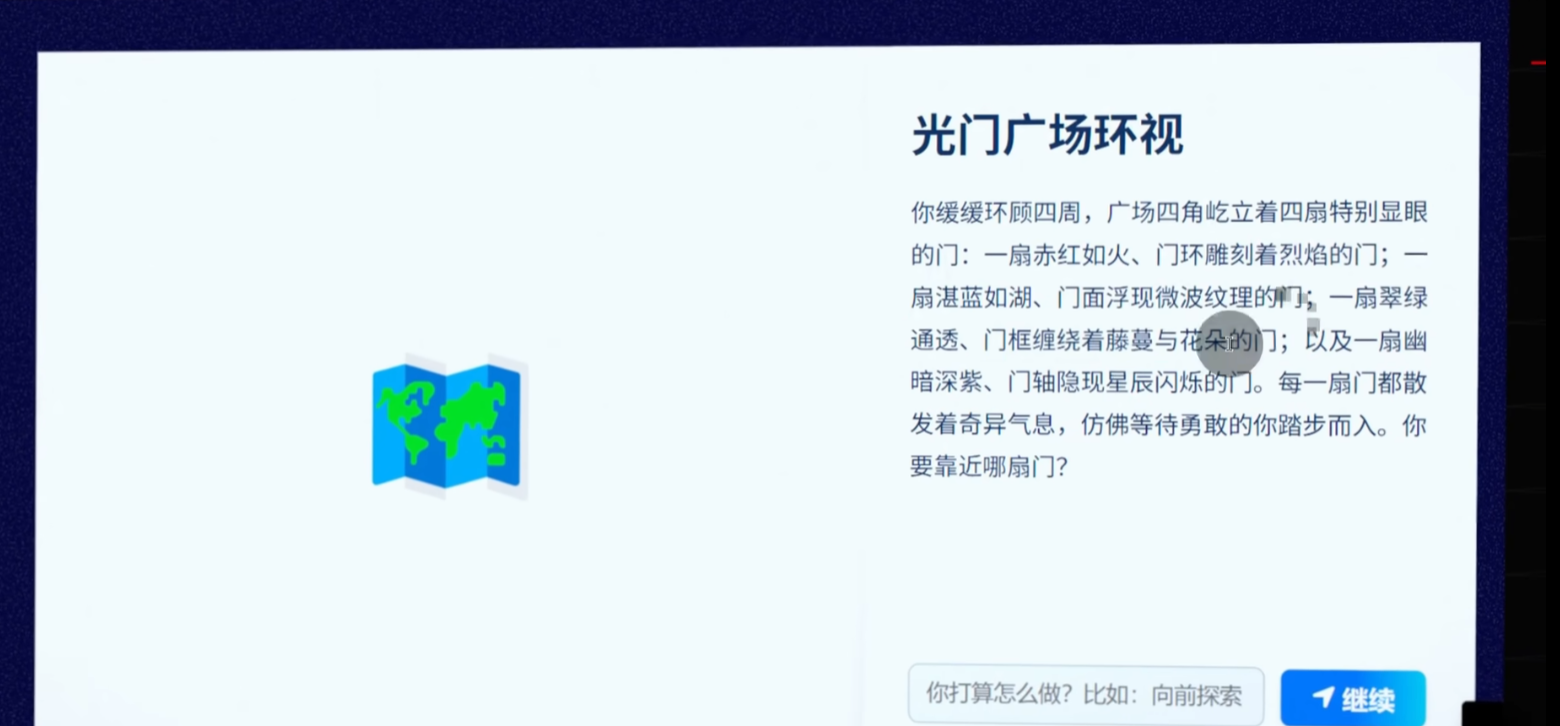 光门广场环视
你缓缓环顾四周，广场四角屹立着四扇特别显眼
的门：一扇赤红如火、门环雕刻着烈焰的门；一
扇湛蓝如湖、门面浮现微波纹理的门；一扇翠绿
通透、门框缠绕着藤蔓与花朵的门；以及一扇幽
暗深紫、门轴隐现星辰闪烁的门。每一扇门都散
发着奇异气息，仿佛等待勇敢的你踏步而入。你
要靠近哪扇门？
你打算怎么做？比如：向前探索
继续